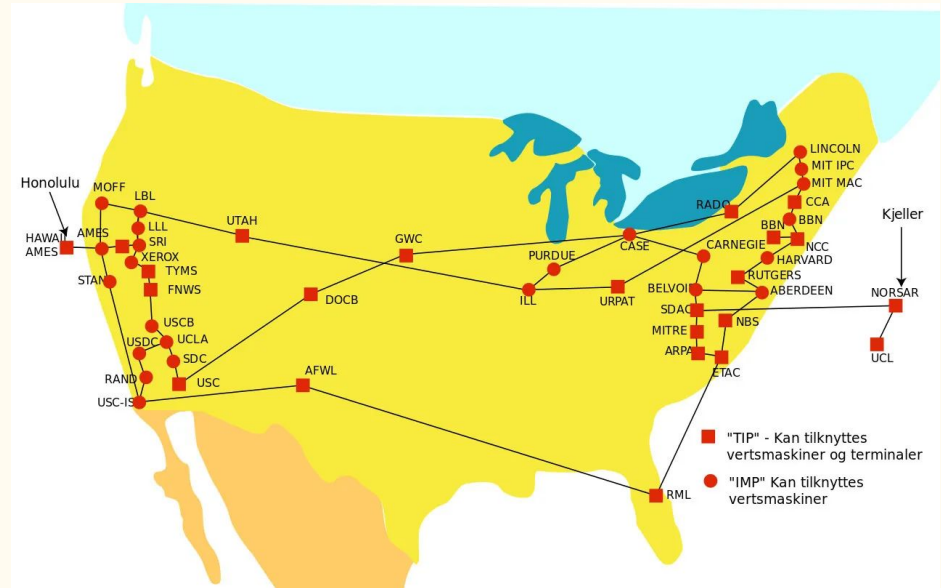 Honolulu
MOFF
LBL
HAWAII
AMES
AMES
LLL
SRI
XEROX
TYMS
STAN
FNWS
USCB
USDC
UCLA
SDC
RAND
USC
USC-IS
UTAH
GWC
DOCB
AFWL
PURDUE
ILL
URPAT
CASE
RADC
LINCOLN
MIT IPC
MIT MAC
CCA
BBN
BBN
NCC
HARVARD
CARNEGIE
RUTGERS
BELVOI
ABERDEEN
SDAC
NBS
MITRE
ARPA
ETAC
RML
Kjeller
NORSAR
UCL
"TIP" - Kan tilknyttes
vertsmaskiner og terminaler
"IMP" Kan tilknyttes
vertsmaskiner